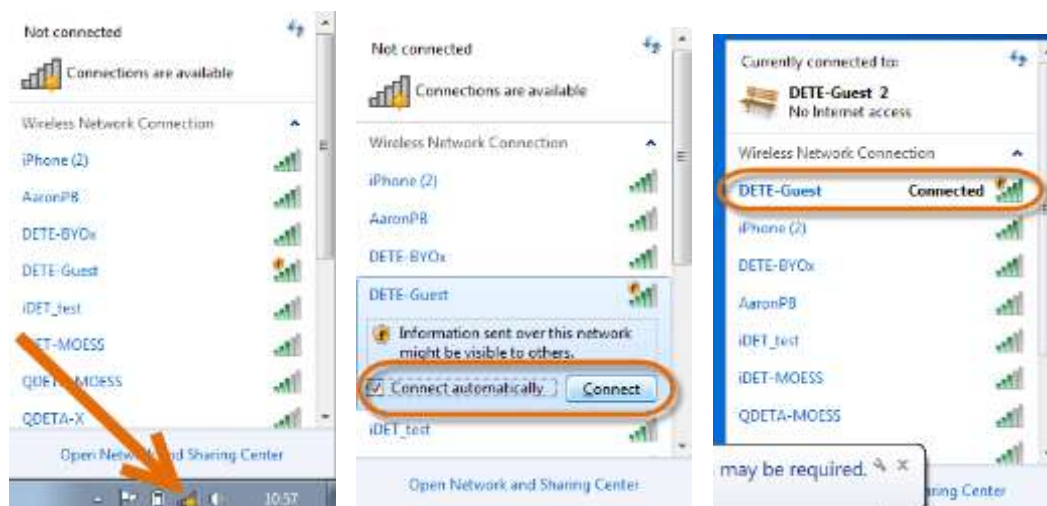 Not connected
Connections are available
Wireless Network Connection
iPhone (2)
AaronPB
DETE-BYOx
DETE-Guest
iDET_test
QDETA-X
Open Network and Sharing Center
10:57
Not connected
Connections are available
Wireless Network Connection
iPhone (2)
AaronPB
DETE-BYOx
DETE-Guest
Information sent over this network
might be visible to others.
Connect automatically Connect
iDET_test
Open Network and Sharing Center
Currently connected to:
DETE-Guest 2
No Internet access
Wireless Network Connection
DETE-Guest Connected
iPhone (2)
DETE-BYOx
AaronPB
iDET_test
iDET-MOESS
QDETA-MOESS
may be required.
Center